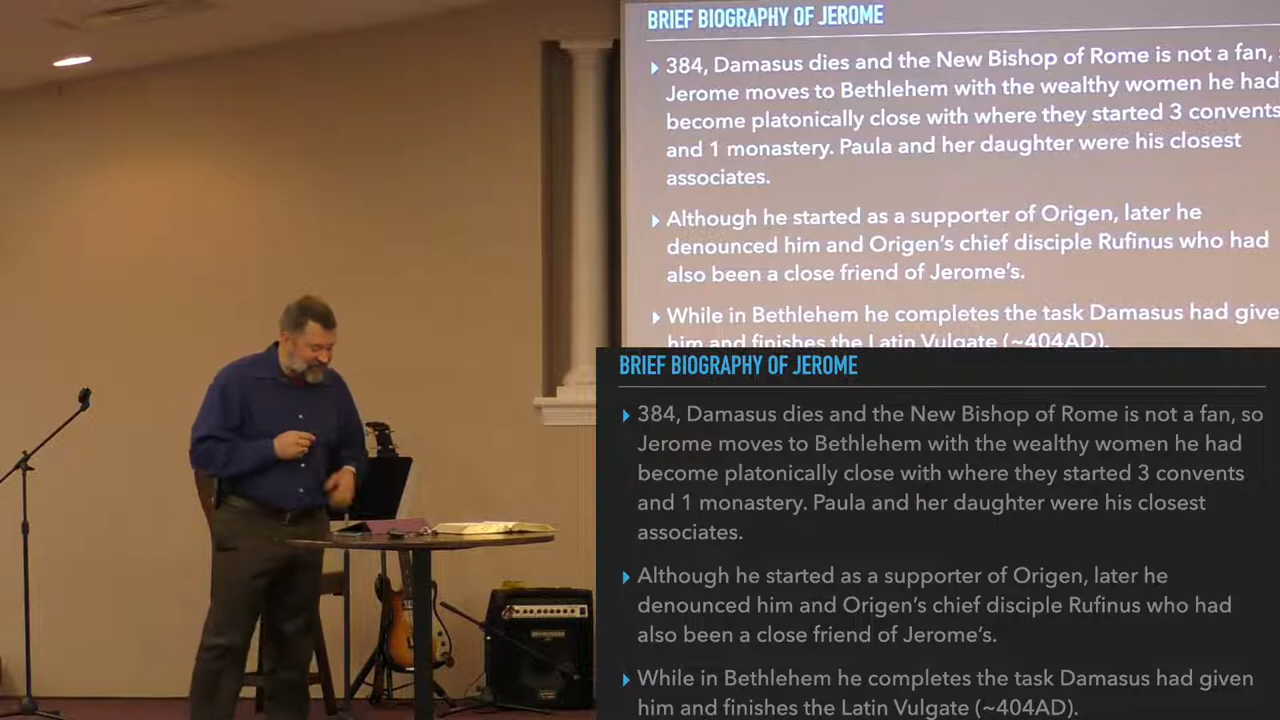 BRIEF BIOGRAPHY OF JEROME
384, Damasus dies and the New Bishop of Rome is not a fan,
Jerome moves to Bethlehem with the wealthy women he had
become platonically close with where they started 3 convents
and 1 monastery. Paula and her daughter were his closest
associates.
Although he started as a supporter of Origen, later he
denounced him and Origen's chief disciple Rufinus who had
also been a close friend of Jerome's.
While in Bethlehem he completes the task Damasus had give
him and finishes the Latin Vulgate (~404AD).
BRIEF BIOGRAPHY OF JEROME
384, Damasus dies and the New Bishop of Rome is not a fan, so
Jerome moves to Bethlehem with the wealthy women he had
become platonically close with where they started 3 convents
and 1 monastery. Paula and her daughter were his closest
associates.
Although he started as a supporter of Origen, later he
denounced him and Origen's chief disciple Rufinus who had
also been a close friend of Jerome's.
While in Bethlehem he completes the task Damasus had given
him and finishes the Latin Vulgate (~404AD).
BEHRINGER